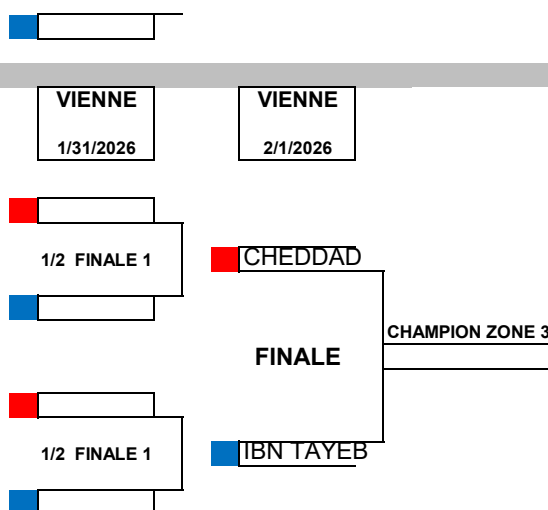 VIENNE VIENNE
1/31/2026 2/1/2026
CHEDDAD
1/2 FINALE 1
CHAMPION ZONE 3
FINALE
IBN TAYEB
1/2 FINALE 1